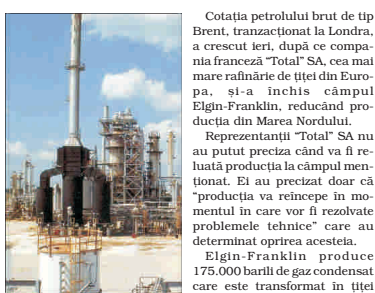 Cotația petrolului brut de tip
Brent, tranzacționat la Londra,
a crescut ieri, după ce compa-
nia franceză "Total" SA, cea mai
mare rafinărie de țiței din Euro-
pa, și-a închis câmpul
Elgin-Franklin, reducând pro-
ducția din Marea Nordului.
Reprezentanții "Total" SA nu
au putut preciza când va fi re-
luată producția la câmpul men-
ționat. Ei au precizat doar că
"producția va reîncepe în mo-
mentul în care vor fi rezolvate
problemele tehnice" care au
determinat oprirea acesteia.
Elgin-Franklin produce
175.000 barili de gaz condensat
care este transformat în țiței